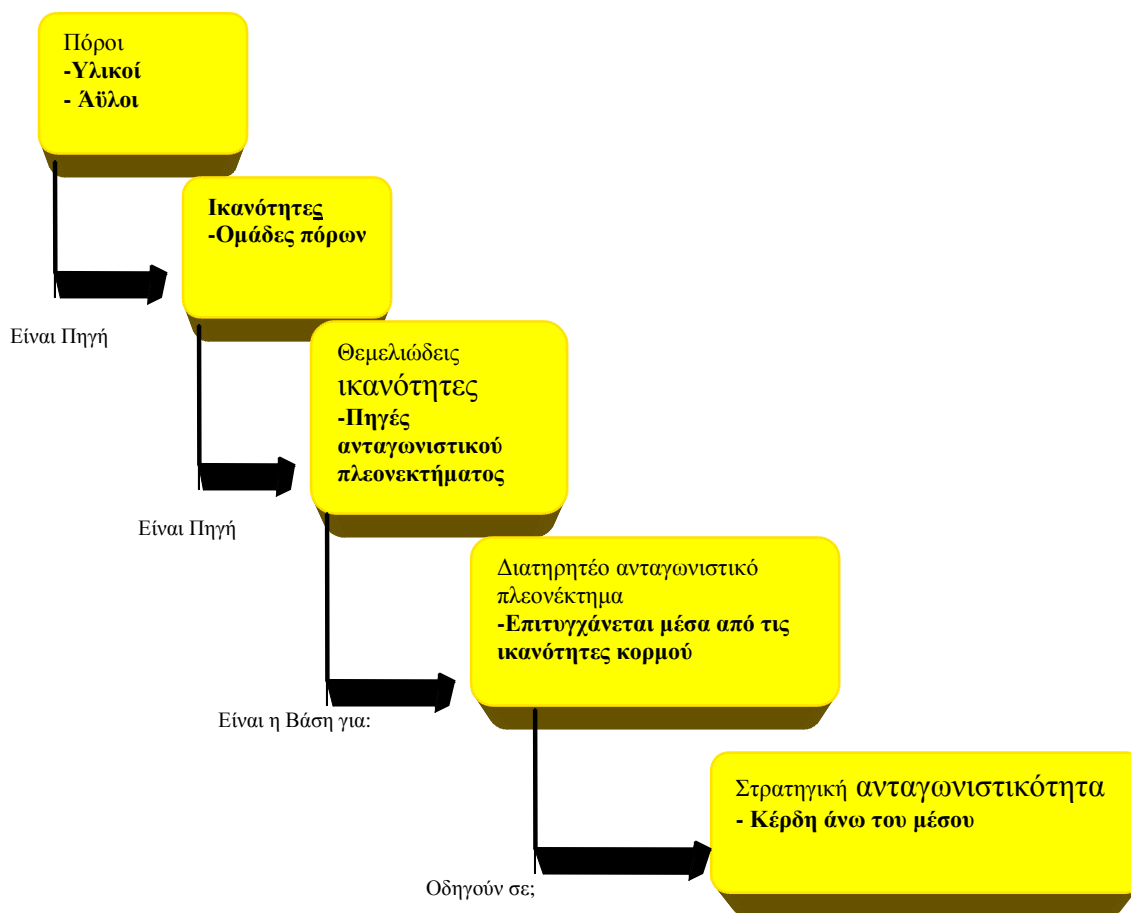 Πόροι
-Υλικοί
- Άϋλοι
Ικανότητες
-Ομάδες πόρων
Είναι Πηγή
Θεμελιώδεις
ικανότητες
-Πηγές
ανταγωνιστικού
πλεονεκτήματος
Είναι Πηγή
Διατηρητέο ανταγωνιστικό
πλεονέκτημα
-Επιτυγχάνεται μέσα από τις
ικανότητες κορμού
Είναι η Βάση για:
Στρατηγική ανταγωνιστικότητα
- Κέρδη άνω του μέσου
Οδηγούν σε;